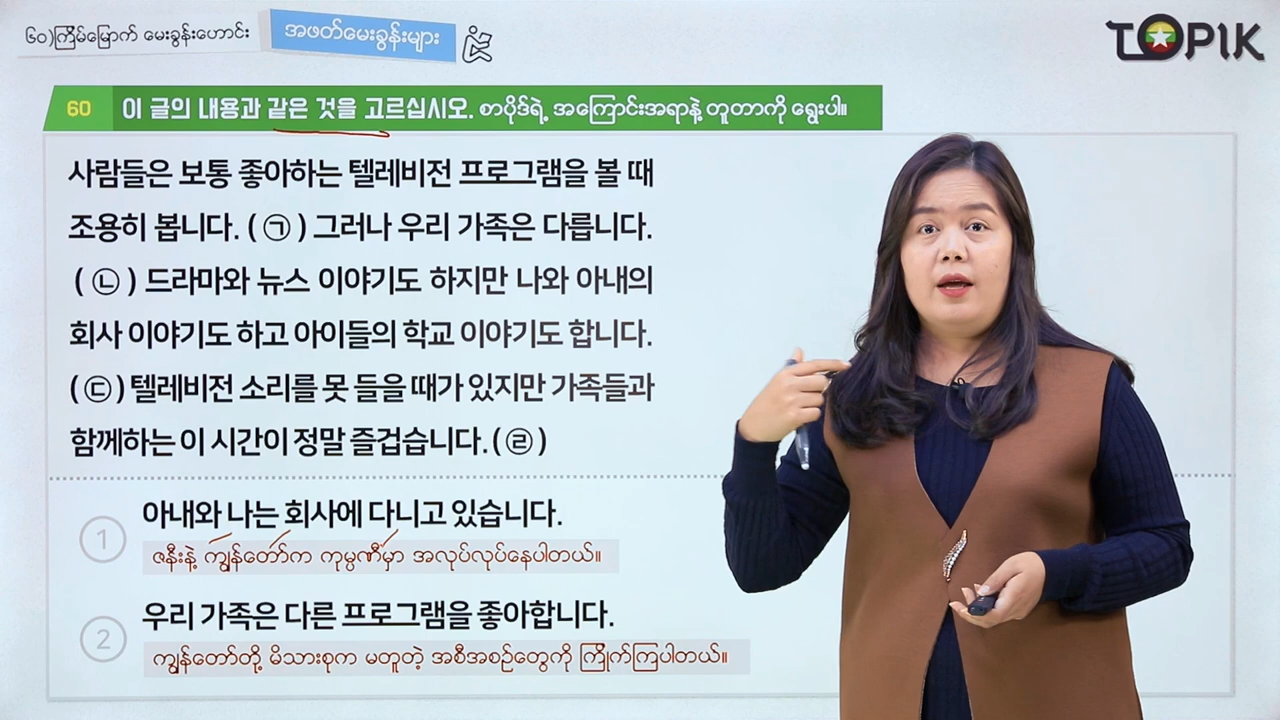 ၆၀)ကြိမ်မြောက် မေးခွန်းဟောင်း
အဖတ်မေးခွန်းများ
TOPIK
60 이 글의 내용과 같은 것을 고르십시오. စာပိုဒ်ရဲ့ အကြောင်းအရာနဲ့ တူတာကို ရွေးပါ။
사람들은 보통 좋아하는 텔레비전 프로그램을 볼 때
조용히 봅니다. ( ㉠ ) 그러나 우리 가족은 다릅니다.
( ㉡ ) 드라마와 뉴스 이야기도 하지만 나와 아내의
회사 이야기도 하고 아이들의 학교 이야기도 합니다.
( ㉢ ) 텔레비전 소리를 못 들을 때가 있지만 가족들과
함께하는 이 시간이 정말 즐겁습니다. ( ㉣ )
① 아내와 나는 회사에 다니고 있습니다.
ဇနီးနဲ့ ကျွန်တော်က ကုမ္ပဏီမှာ အလုပ်လုပ်နေပါတယ်။
② 우리 가족은 다른 프로그램을 좋아합니다.
ကျွန်တော်တို့ မိသားစုက မတူတဲ့ အစီအစဉ်တွေကို ကြိုက်ကြပါတယ်။